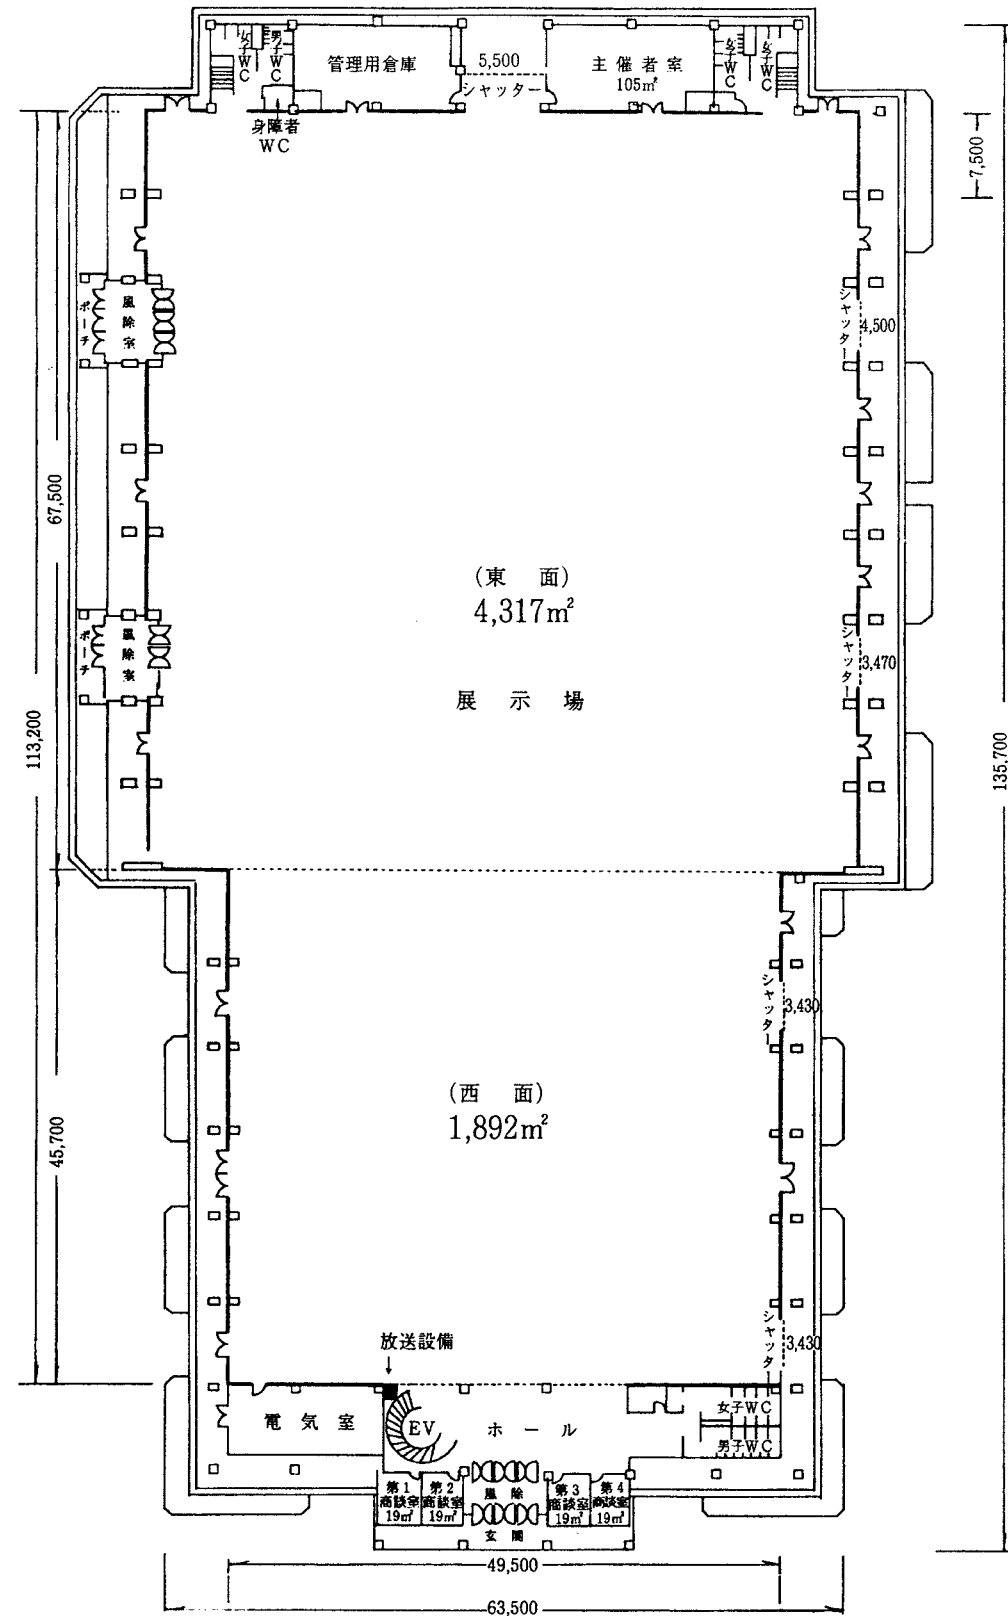 女子WC
男子WC
管理用倉庫
5,500
シャッター
主催者室
105㎡
女子WC
女子WC
身障者
WC
7,500
ポーチ
風除室
シャッター
4,500
67,500
(東 面)
4,317㎡
ポーチ
風除室
シャッター
3,470
展 示 場
113,200
135,700
シャッター
3,430
(西 面)
1,892㎡
45,700
シャッター
3,430
放送設備
電 気 室
EV
ホ ー ル
女子WC
男子WC
第1
商談室
19㎡
第2
商談室
19㎡
風 除
玄 関
第3
商談室
19㎡
第4
商談室
19㎡
49,500
63,500